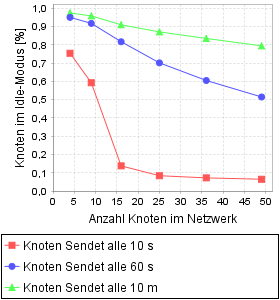 1,0
0,9
0,8
0,7
0,6
0,5
0,4
0,3
0,2
0,1
0,0
Knoten im Idle-Modus [%]
0 5 10 15 20 25 30 35 40 45 50
Anzahl Knoten im Netzwerk
Knoten Sendet alle 10 s
Knoten Sendet alle 60 s
Knoten Sendet alle 10 m